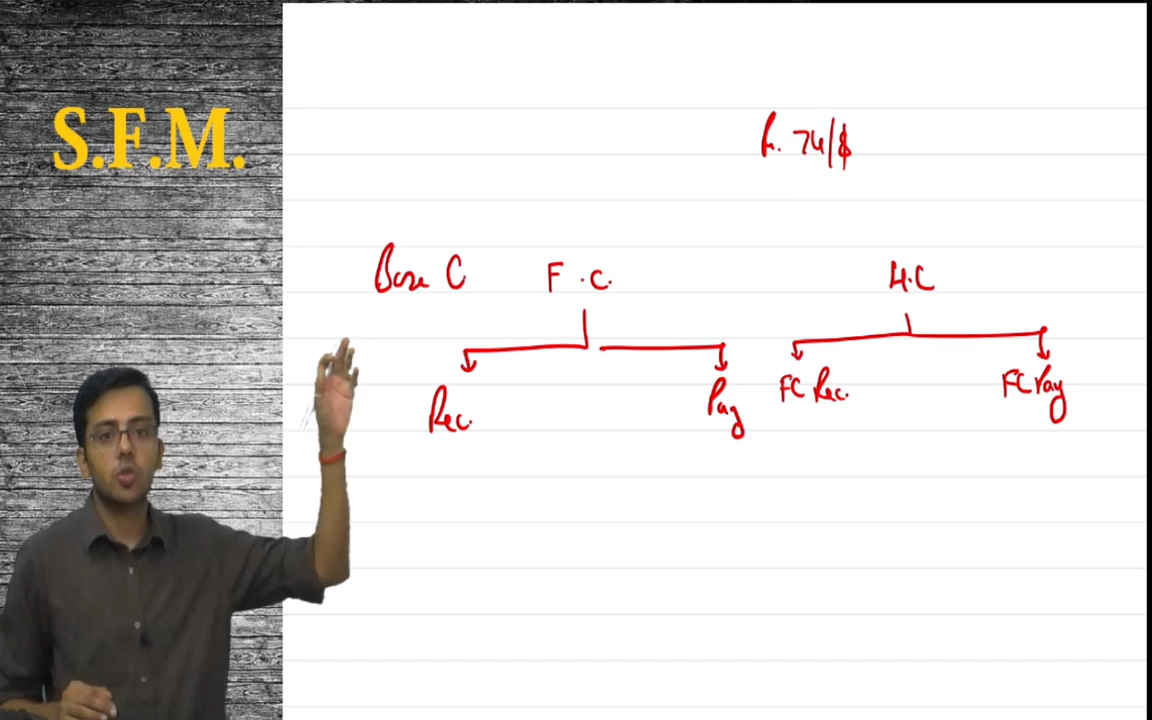 S.F.M.
Rs. 74/$
Base C F.C. H.C
Rec. Pay FC Rec. FC Pay